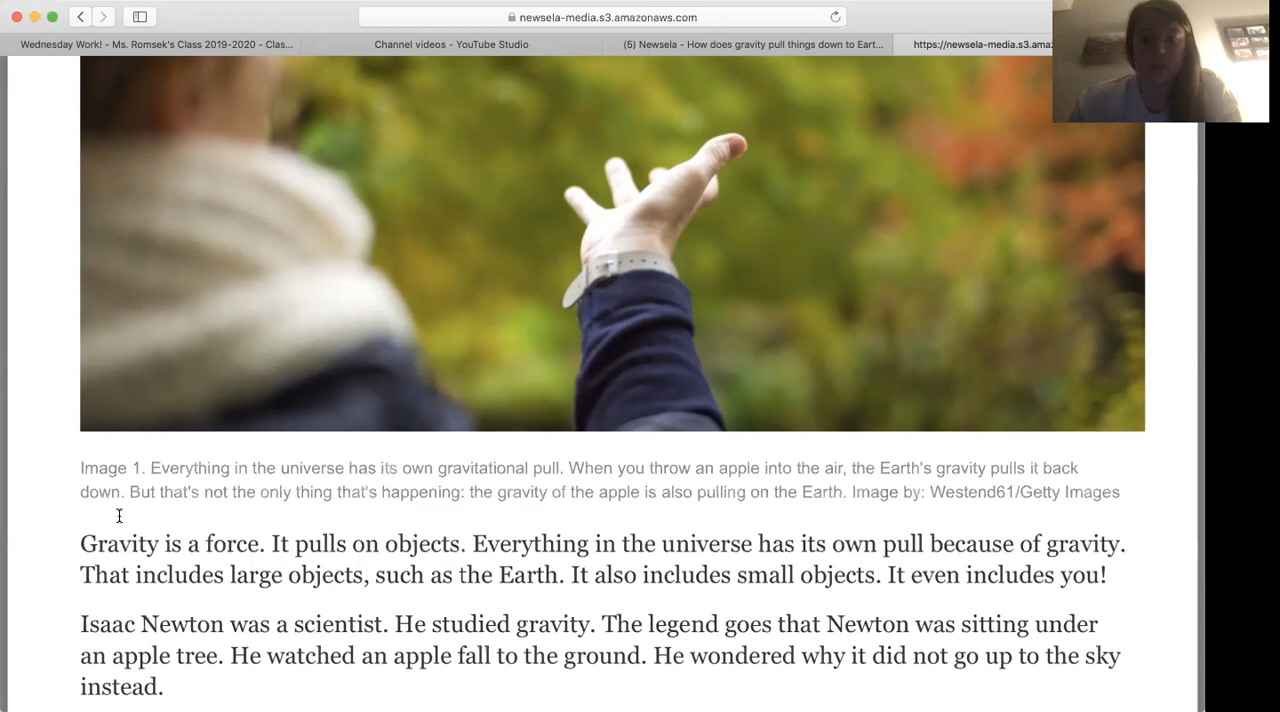 newsela-media.s3.amazonaws.com
Wednesday Work! - Ms. Romsek's Class 2019-2020 - Clas...
Channel videos - YouTube Studio
(5) Newsela - How does gravity pull things down to Eart...
https://newsela-media.s3.amaz
Image 1. Everything in the universe has its own gravitational pull. When you throw an apple into the air, the Earth's gravity pulls it back
down. But that's not the only thing that's happening: the gravity of the apple is also pulling on the Earth. Image by: Westend61/Getty Images
Gravity is a force. It pulls on objects. Everything in the universe has its own pull because of gravity.
That includes large objects, such as the Earth. It also includes small objects. It even includes you!
Isaac Newton was a scientist. He studied gravity. The legend goes that Newton was sitting under
an apple tree. He watched an apple fall to the ground. He wondered why it did not go up to the sky
instead.